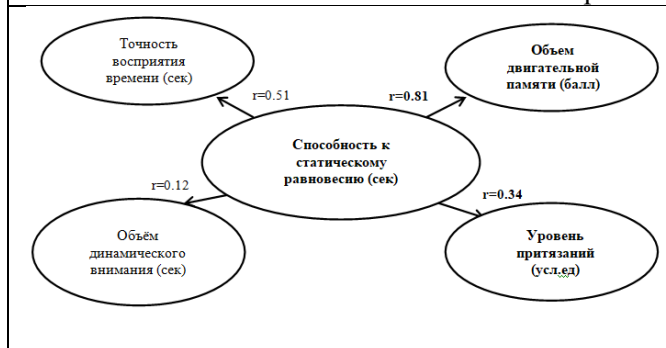 Точность
восприятия
времени (сек)
Объем
двигательной
памяти (балл)
r=0.51
r=0.81
Способность к
статическому
равновесию (сек)
r=0.12
r=0.34
Объём
динамического
внимания (сек)
Уровень
притязаний
(усл.ед)